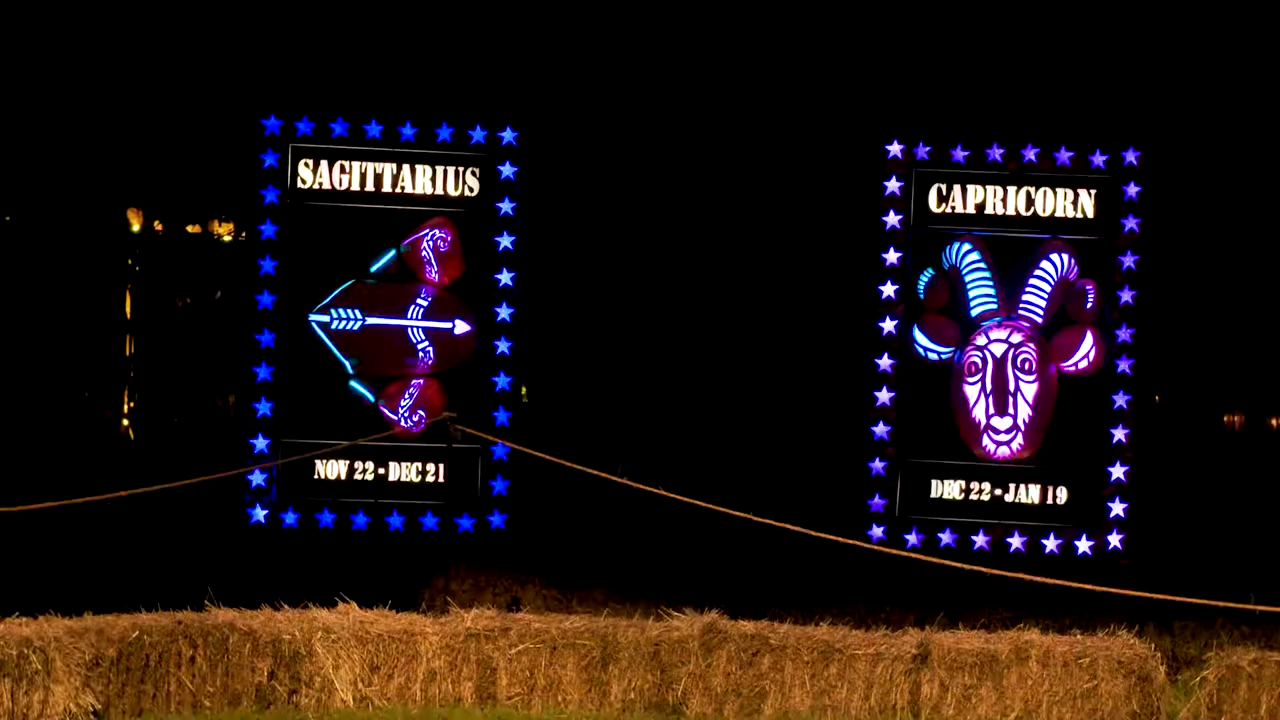 SAGITTARIUS
NOV 22 - DEC 21
CAPRICORN
DEC 22 - JAN 19